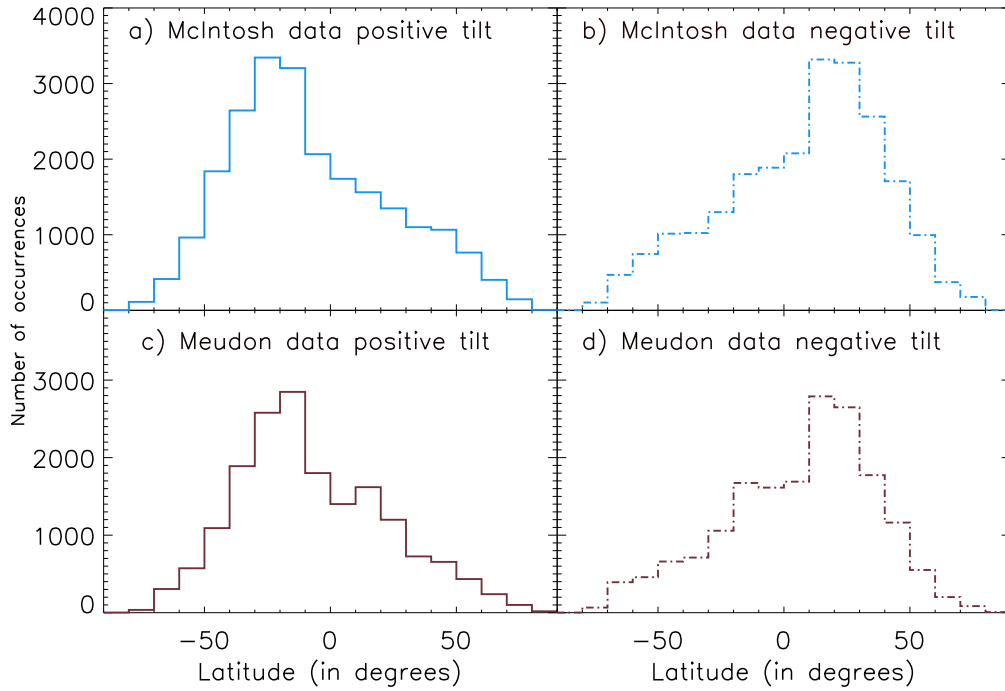 4000
3000
2000
1000
0
a) McIntosh data positive tilt
b) McIntosh data negative tilt
Number of occurrences
3000
2000
1000
0
c) Meudon data positive tilt
d) Meudon data negative tilt
−50 0 50
−50 0 50
Latitude (in degrees)
Latitude (in degrees)